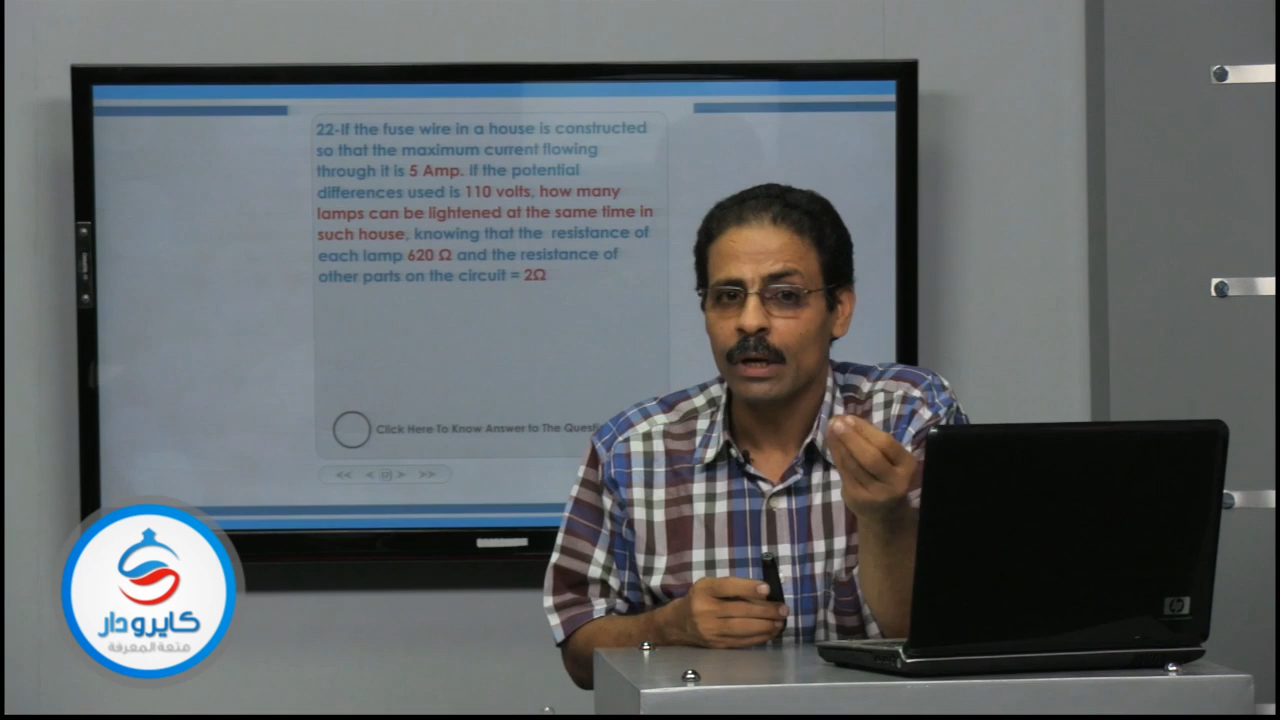 22-If the fuse wire in a house is constructed
so that the maximum current flowing
through it is 5 Amp. if the potential
differences used is 110 volts, how many
lamps can be lightened at the same time in
such house, knowing that the resistance of
each lamp 620 Ω and the resistance of
other parts on the circuit = 2Ω
Click Here To Know Answer to The Questi
كايرودار
متعة المعرفة
hp